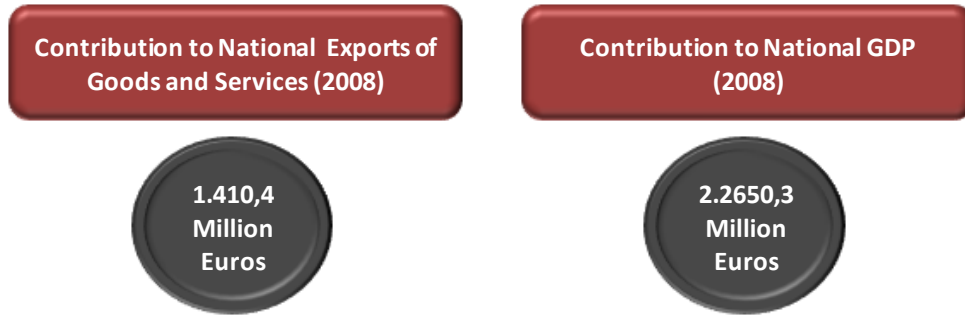 Contribution to National Exports of
Goods and Services (2008)
1.410,4
Million
Euros
Contribution to National GDP
(2008)
2.2650,3
Million
Euros